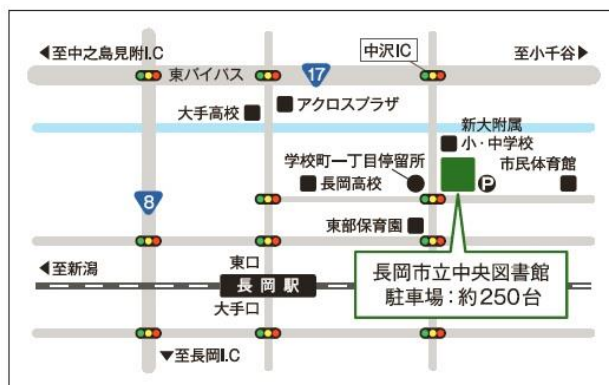 ◀至中之島見附I.C
中沢IC
至小千谷▶
東バイパス
17
大手高校
アクロスプラザ
新大附属
小・中学校
学校町一丁目停留所
市民体育館
長岡高校
P
8
東部保育園
◀至新潟
東口
長岡駅
大手口
長岡市立中央図書館
駐車場：約250台
▼至長岡I.C